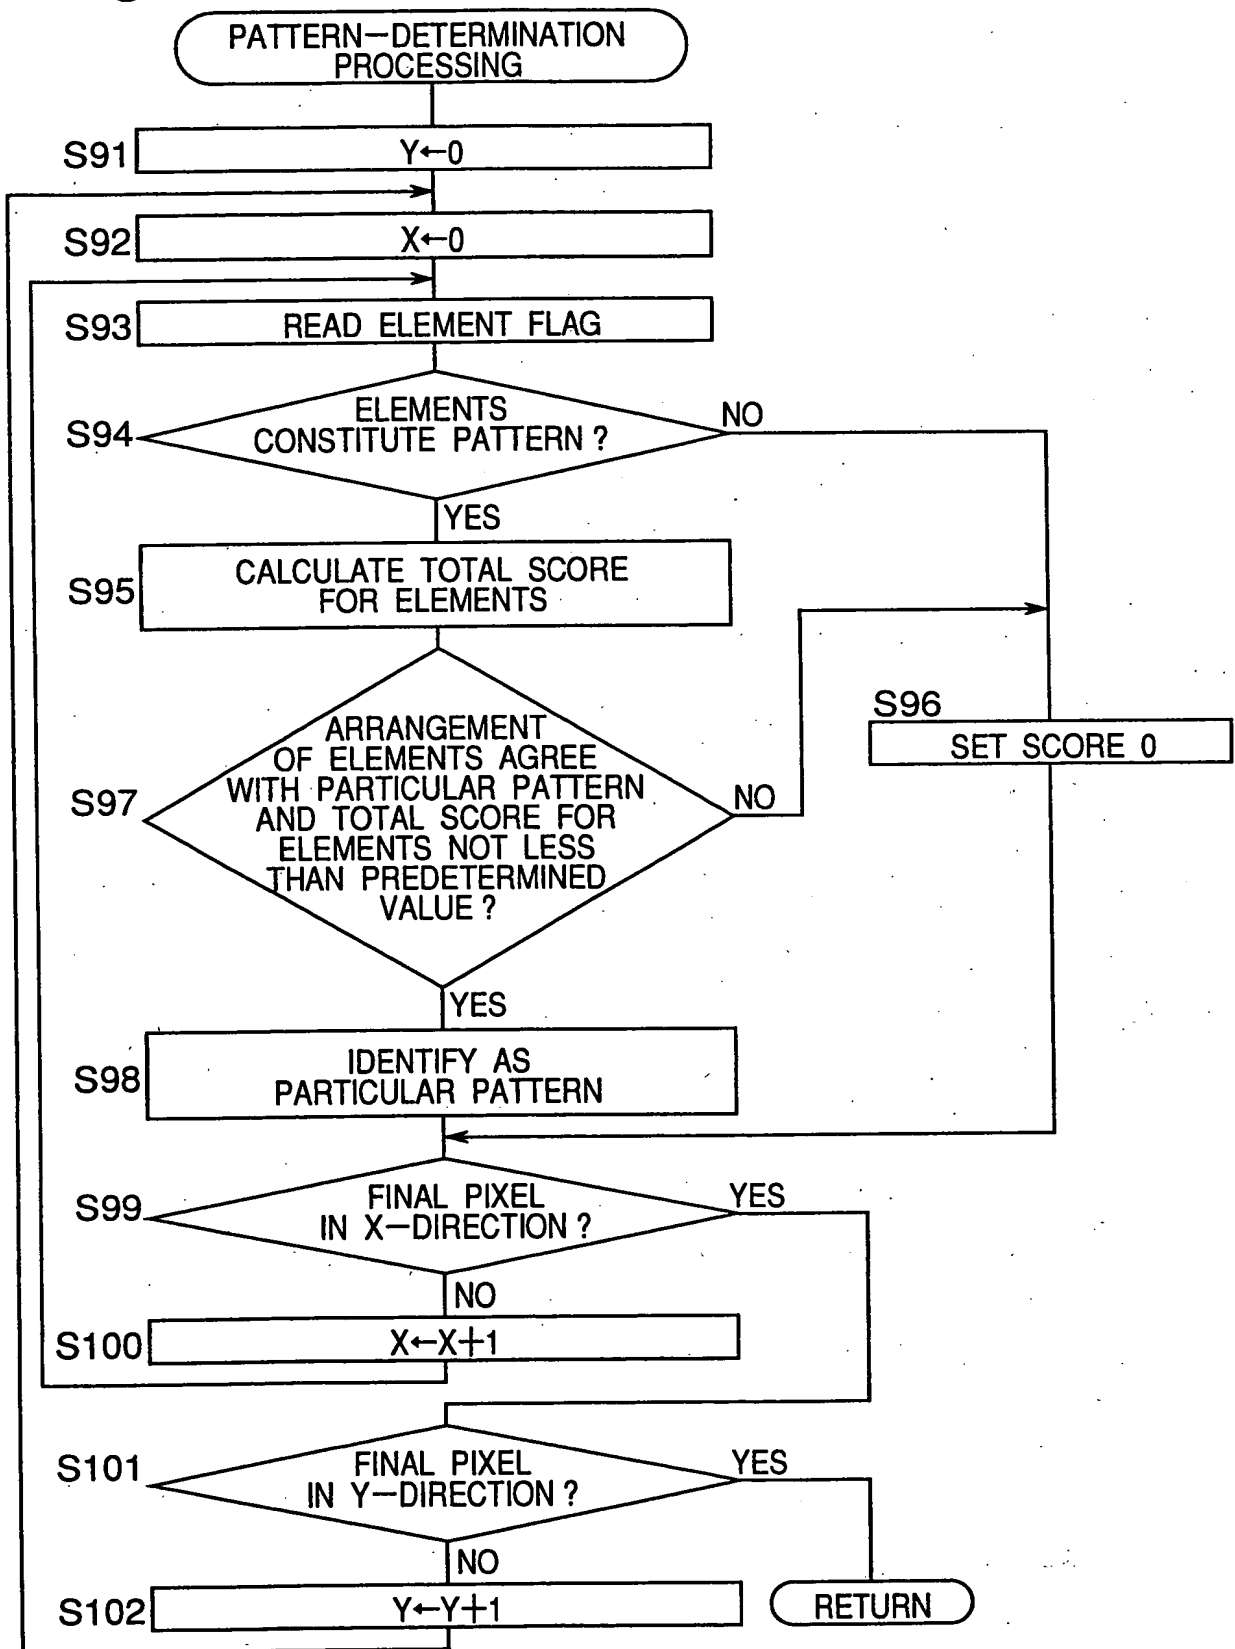 PATTERN—DETERMINATION
PROCESSING
S91
Y←0
S92
X←0
S93
READ ELEMENT FLAG
S94
ELEMENTS
CONSTITUTE PATTERN?
NO
YES
S95
CALCULATE TOTAL SCORE
FOR ELEMENTS
S96
SET SCORE 0
S97
ARRANGEMENT
OF ELEMENTS AGREE
WITH PARTICULAR PATTERN
AND TOTAL SCORE FOR
ELEMENTS NOT LESS
THAN PREDETERMINED
VALUE?
NO
YES
S98
IDENTIFY AS
PARTICULAR PATTERN
S99
FINAL PIXEL
IN X—DIRECTION?
YES
NO
S100
X←X+1
S101
FINAL PIXEL
IN Y—DIRECTION?
YES
NO
S102
Y←Y+1
RETURN